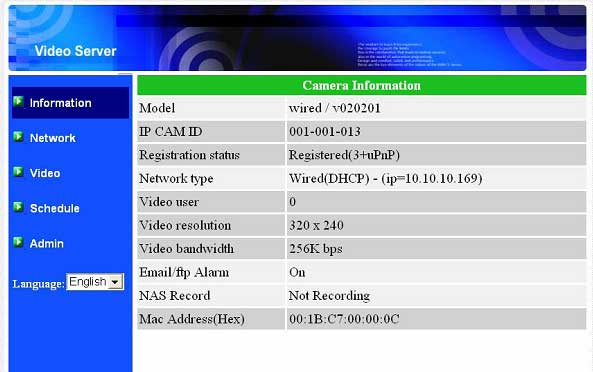 Video Server
Information
Network
Video
Schedule
Admin
Language: English
Camera Information
Model wired / v020201
IP CAM ID 001-001-013
Registration status Registered(3+uPnP)
Network type Wired(DHCP) - (ip=10.10.10.169)
Video user 0
Video resolution 320 x 240
Video bandwidth 256K bps
Email/ftp Alarm On
NAS Record Not Recording
Mac Address(Hex) 00:1B:C7:00:00:0C